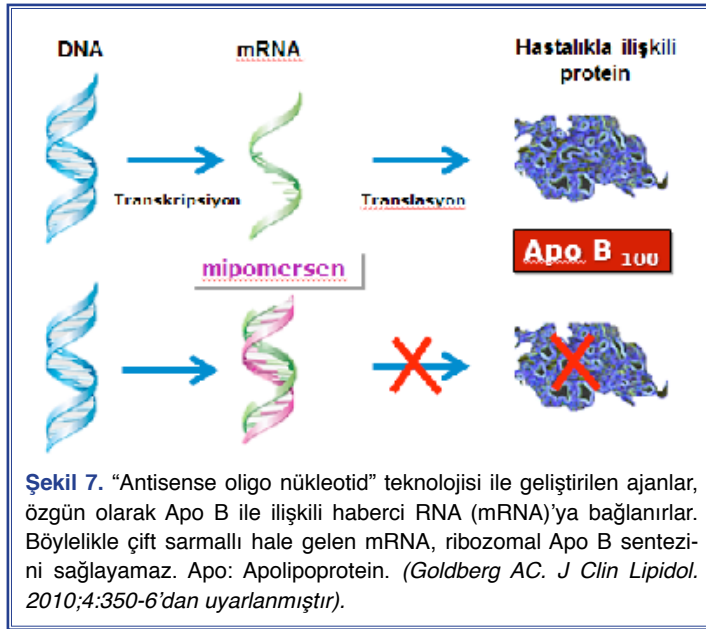 DNA mRNA Hastalıkla ilişkili
protein
Transkripsiyon Translasyon
mipomersen
Apo B 100
Şekil 7. “Antisense oligo nükleotid” teknolojisi ile geliştirilen ajanlar,
özgün olarak Apo B ile ilişkili haberci RNA (mRNA)’ya bağlanırlar.
Böylelikle çift sarmallı hale gelen mRNA, ribozomal Apo B sentezi-
ni sağlayamaz. Apo: Apolipoprotein. (Goldberg AC. J Clin Lipidol.
2010;4:350-6’dan uyarlanmıştır).